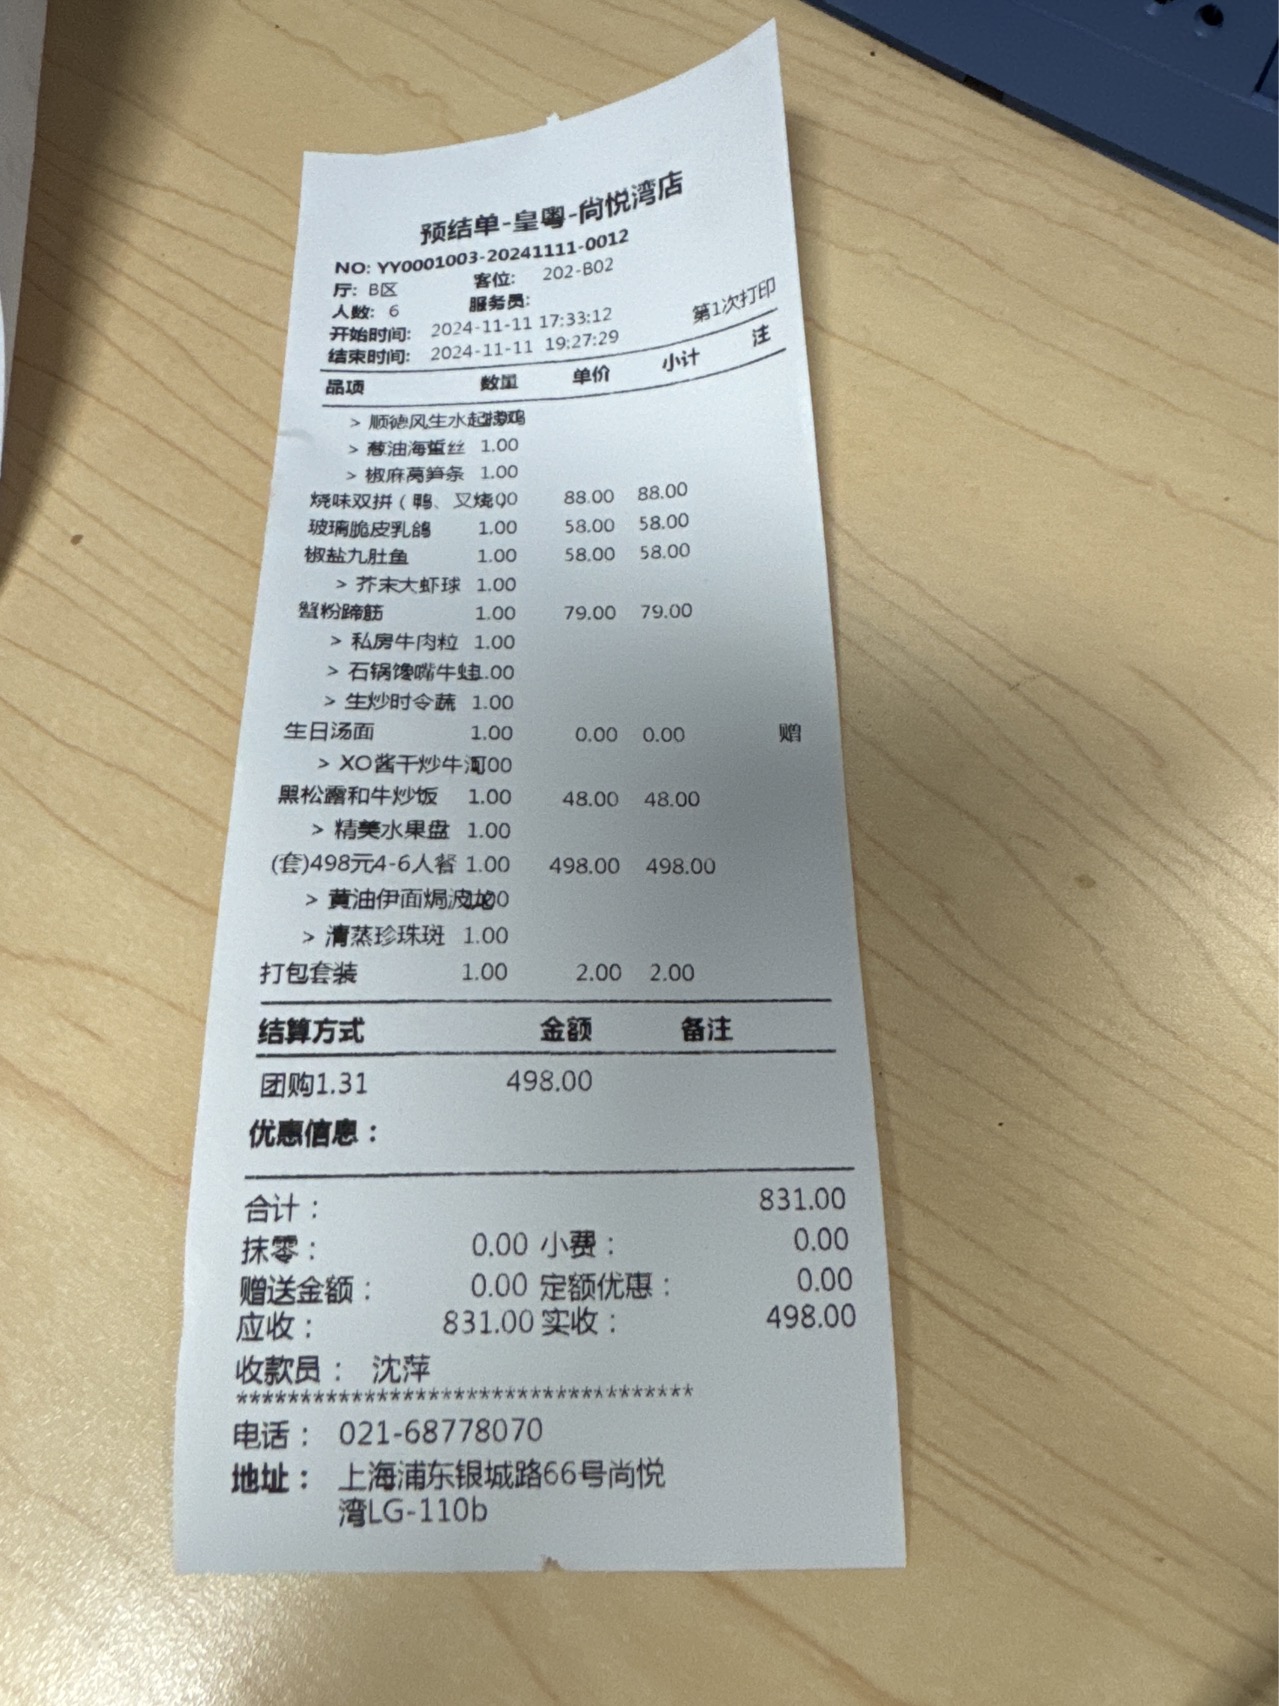 预结单-皇粤-尚悦湾店
NO: YY0001003-20241111-0012
厅: B区 客位: 202-B02
人数: 6 服务员:
开始时间: 2024-11-11 17:33:12 第1次打印
结束时间: 2024-11-11 19:27:29
品项 数量 单价 小计 注
> 顺德风生水起捞鸡
> 葱油海蜇丝 1.00
> 椒麻莴笋条 1.00
烧味双拼 ( 鸭、叉烧 88.00 88.00
玻璃脆皮乳鸽 1.00 58.00 58.00
椒盐九肚鱼 1.00 58.00 58.00
> 芥末大虾球 1.00
蟹粉蹄筋 1.00 79.00 79.00
> 私房牛肉粒 1.00
> 石锅馋嘴牛蛙1.00
> 生炒时令蔬 1.00
生日汤面 1.00 0.00 0.00 赠
> XO酱干炒牛河
黑松露和牛炒饭 1.00 48.00 48.00
> 精美水果盘 1.00
(套)498元4-6人餐 1.00 498.00 498.00
> 黄油伊面焗波龙
> 清蒸珍珠斑 1.00
打包套装 1.00 2.00 2.00
结算方式 金额 备注
团购1.31 498.00
优惠信息：
合计： 831.00
抹零： 0.00 小费： 0.00
赠送金额： 0.00 定额优惠： 0.00
应收： 831.00 实收： 498.00
收款员： 沈萍
************************************
电话： 021-68778070
地址： 上海浦东银城路66号尚悦
湾LG-110b